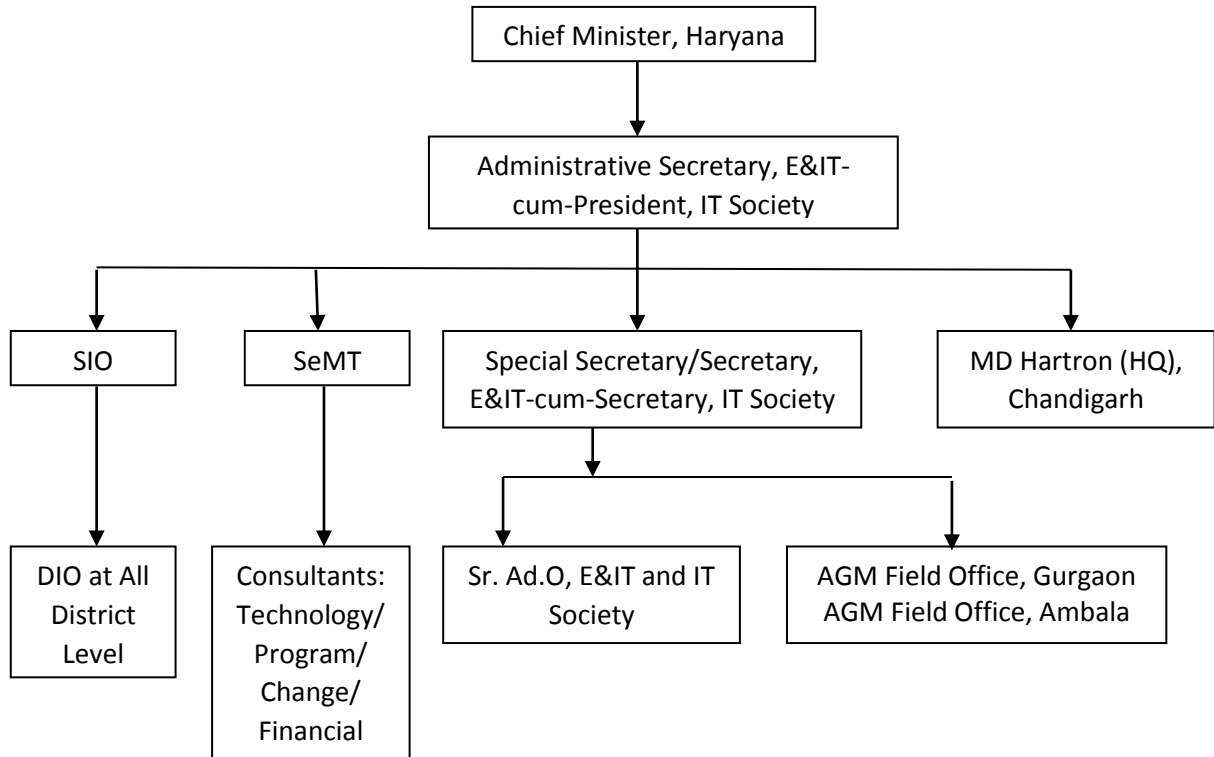 Chief Minister, Haryana
Administrative Secretary, E&IT-
cum-President, IT Society
SIO
SeMT
Special Secretary/Secretary,
E&IT-cum-Secretary, IT Society
MD Hartron (HQ),
Chandigarh
DIO at All
District
Level
Consultants:
Technology/
Program/
Change/
Financial
Sr. Ad.O, E&IT and IT
Society
AGM Field Office, Gurgaon
AGM Field Office, Ambala